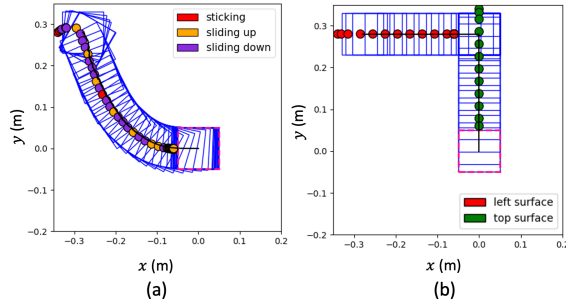 sticking
sliding up
sliding down
y (m)
0.3
0.2
0.1
0.0
−0.1
−0.2
−0.3 −0.2 −0.1 0.0 0.1 0.2
x (m)
(a)
left surface
top surface
y (m)
0.3
0.2
0.1
0.0
−0.1
−0.2
−0.3 −0.2 −0.1 0.0 0.1 0.2
x (m)
(b)